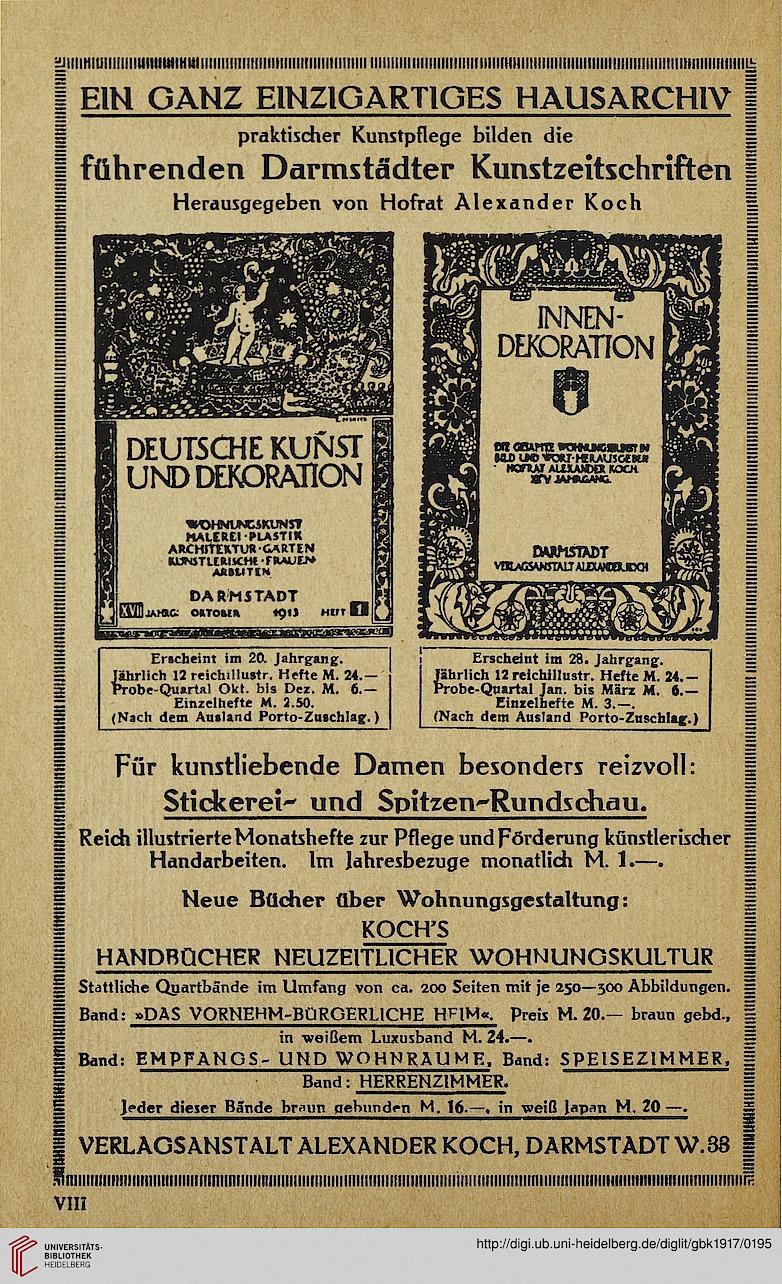 EIN GANZ EINZIGARTIGES HAUSARCHIV
praktischer Kunstpflege bilden die
führenden Darmstädter Kunstzeitschriften
Herausgegeben von Hofrat Alexander Koch
DEUTSCHE KUNST
UND DEKORATION
WOHNUNGSKUNST
MALEREI · PLASTIK
ARCHITEKTUR · GARTEN
KÜNSTLERISCHE · FRAUEN
ARBEITEN
DARMSTADT
XVII JAHRG: OKTOBER 1913 HEFT 1
Erscheint im 20. Jahrgang.
Jährlich 12 reichillustr. Hefte M. 24.—
Probe-Quartal Okt. bis Dez. M. 6.—
Einzelhefte M. 2.50.
(Nach dem Ausland Porto-Zuschlag.)
INNEN-
DEKORATION
DIE GESAMTE WOHNUNGSKUNST IN
BILD UND WORT · HERAUSGEBER
HOFRAT ALEXANDER KOCH
JAHRGANG.
DARMSTADT
VERLAGSANSTALT ALEXANDER KOCH
Erscheint im 28. Jahrgang.
Jährlich 12 reichillustr. Hefte M. 24.—
Probe-Quartal Jan. bis März M. 6.—
Einzelhefte M. 3.—.
(Nach dem Ausland Porto-Zuschlag.)
Für kunstliebende Damen besonders reizvoll:
Stickerei- und Spitzen-Rundschau.
Reich illustrierte Monatshefte zur Pflege und Förderung künstlerischer
Handarbeiten. Im Jahresbezuge monatlich M. 1.—.
Neue Bücher über Wohnungsgestaltung:
KOCH'S
HANDBÜCHER NEUZEITLICHER WOHNUNGSKULTUR
Stattliche Quartbände im Umfang von ca. 200 Seiten mit je 250—300 Abbildungen.
Band: »DAS VORNEHM-BÜRGERLICHE HEIM«. Preis M. 20.— braun gebd.,
in weißem Luxusband M. 24.—.
Band: EMPFANGS- UND WOHNRÄUME, Band: SPEISEZIMMER,
Band: HERRENZIMMER.
Jeder dieser Bände braun gebunden M. 16.—, in weiß Japan M. 20 —.
VERLAGSANSTALT ALEXANDER KOCH, DARMSTADT W. 38
VIII
UNIVERSITÄTS-
BIBLIOTHEK
HEIDELBERG
http://digi.ub.uni-heidelberg.de/diglit/gbk1917/0195